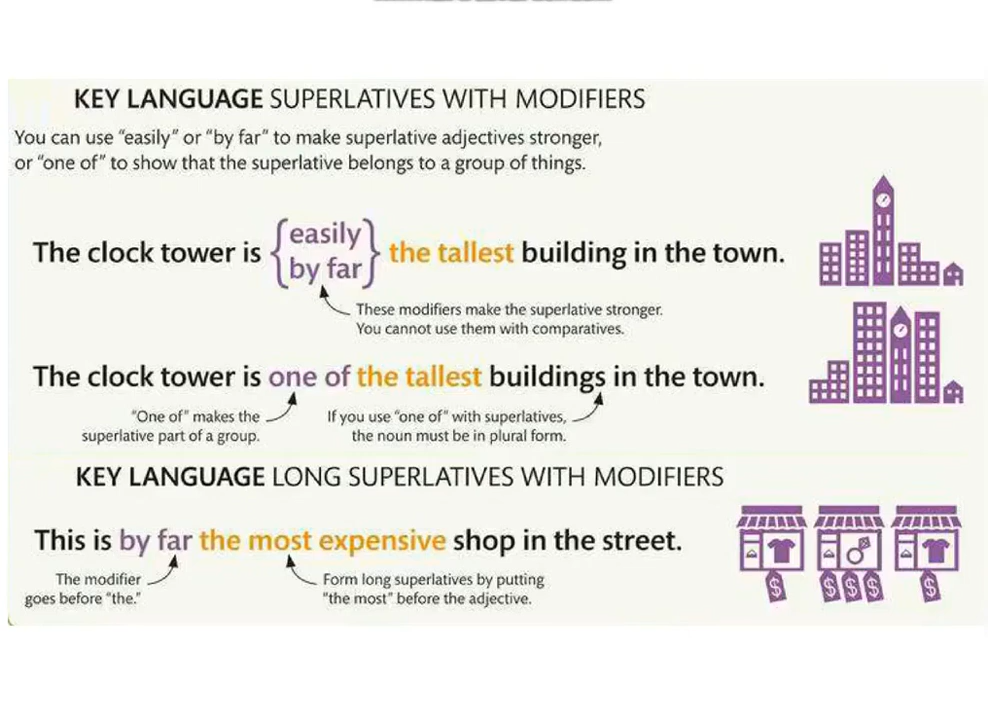 KEY LANGUAGE SUPERLATIVES WITH MODIFIERS
You can use “easily” or “by far” to make superlative adjectives stronger,
or “one of” to show that the superlative belongs to a group of things.
The clock tower is {easily / by far} the tallest building in the town.
These modifiers make the superlative stronger.
You cannot use them with comparatives.
The clock tower is one of the tallest buildings in the town.
“One of” makes the
superlative part of a group.
If you use “one of” with superlatives,
the noun must be in plural form.
KEY LANGUAGE LONG SUPERLATIVES WITH MODIFIERS
This is by far the most expensive shop in the street.
The modifier
goes before “the.”
Form long superlatives by putting
“the most” before the adjective.
$ $ $ $ $